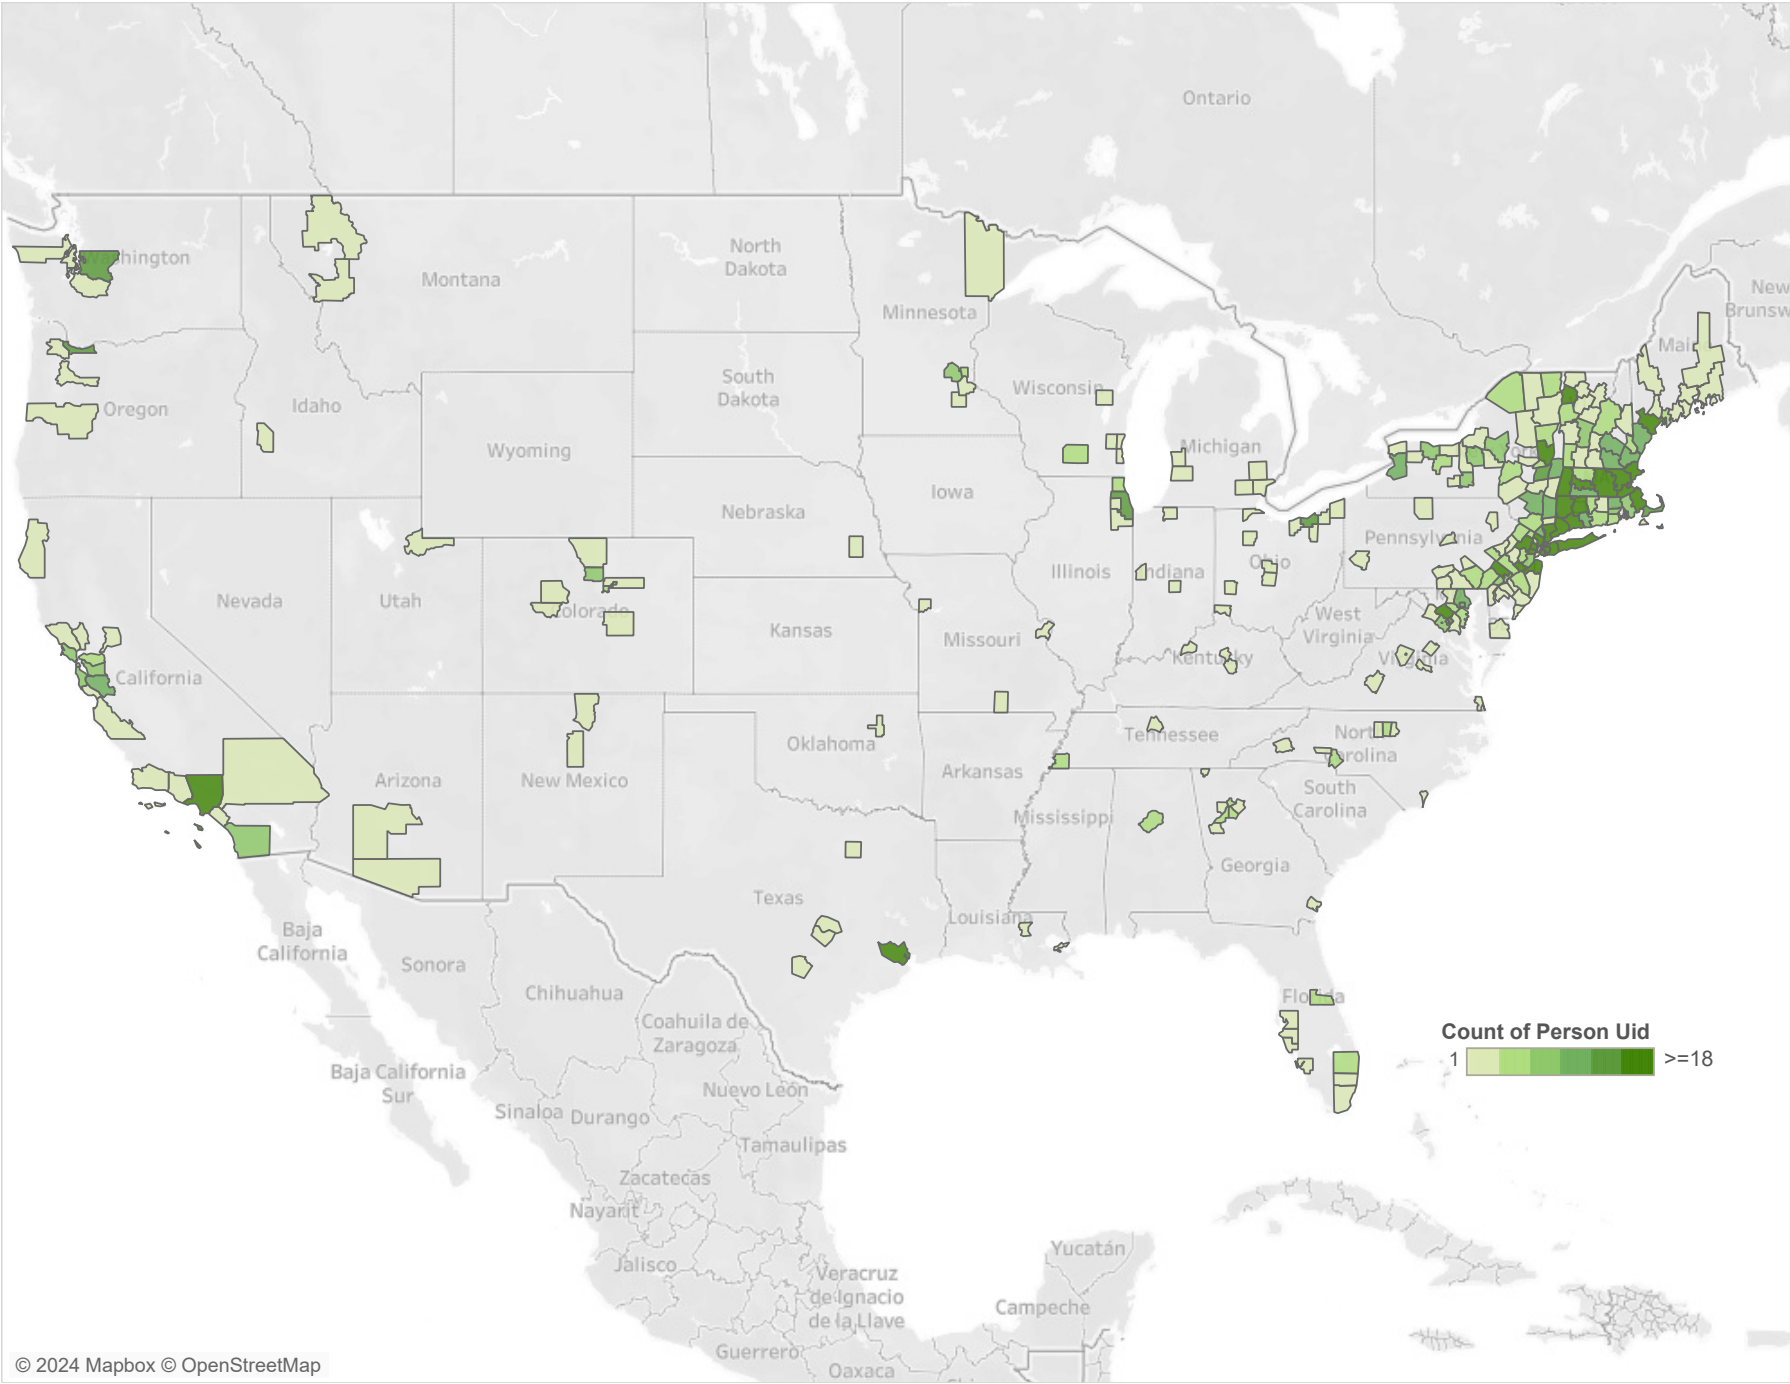 Ontario
New
Brunsw
Washington
North
Dakota
Montana
Minnesota
Mai
South
Dakota
Wisconsin
Oregon
Idaho
Michigan
Wyoming
ork
Iowa
Nebraska
Pennsylvania
Ohio
Illinois
Indiana
Nevada
Utah
Colorado
West
Virginia
Kansas
Missouri
Kentucky
Virginia
California
Tennessee
North
Carolina
Oklahoma
Arizona
New Mexico
Arkansas
South
Carolina
Mississippi
Georgia
Texas
Louisiana
Baja
California
Sonora
Chihuahua
Florida
Coahuila de
Zaragoza
Count of Person Uid
1
>=18
Baja California
Sur
Nuevo León
Sinaloa
Durango
Tamaulipas
Zacatecas
Nayarit
Yucatán
Jalisco
Veracruz
de Ignacio
de la Llave
Campeche
Guerrero
Oaxaca
© 2024 Mapbox © OpenStreetMap